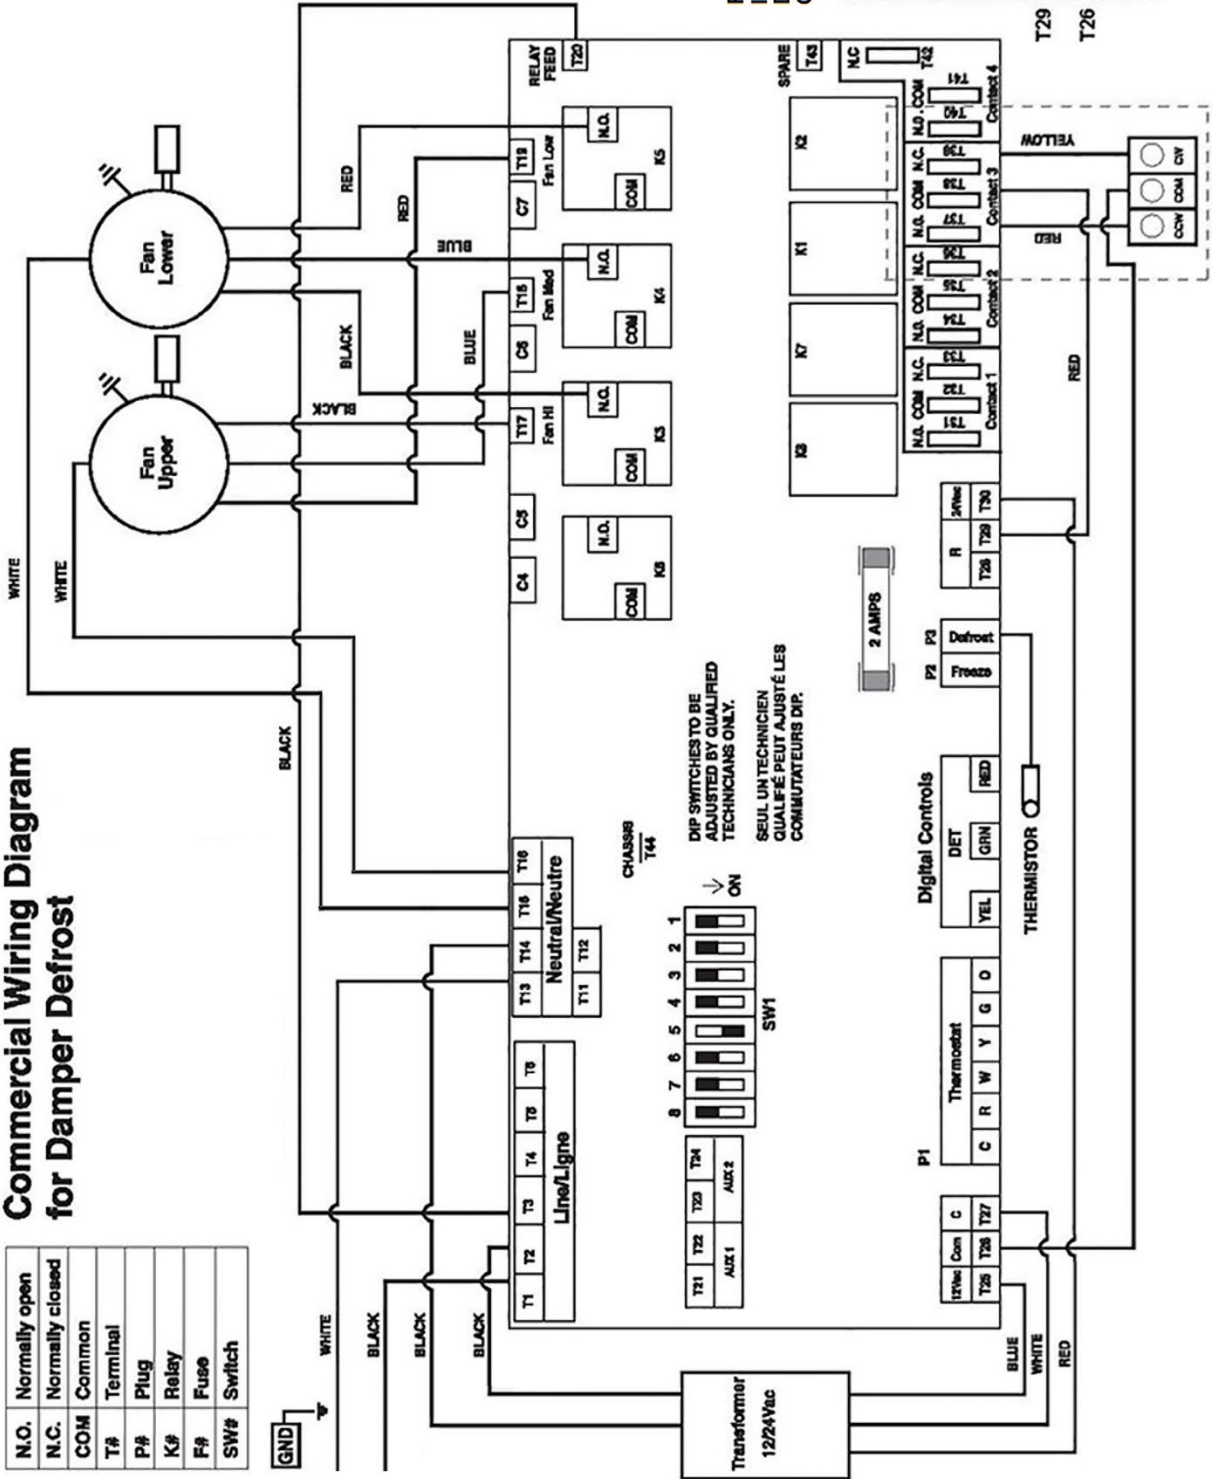 Commercial Wiring Diagram
for Damper Defrost
N.O. Normally open
N.C. Normally closed
COM Common
T# Terminal
P# Plug
K# Relay
F# Fuse
SW# Switch
GND
WHITE
WHITE
Fan
Lower
Fan
Upper
RED
RED
BLUE
BLACK
BLUE
BLACK
BLACK
WHITE
BLACK
BLACK
BLACK
RELAY
FEED
T20
T19
Fan Low
C7
Fan Med
C6
T17
Fan HI
C5
C4
N.O.
COM
K5
N.O.
COM
K4
N.O.
COM
K3
N.O.
COM
K6
T16
T15
T14
T13
Neutral/Neutre
T12
T11
T6
T5
T4
T3
T2
T1
Line/Ligne
CHASSIS
T44
DIP SWITCHES TO BE
ADJUSTED BY QUALIFIED
TECHNICIANS ONLY.
SEUL UN TECHNICIEN
QUALIFIÉ PEUT AJUSTÉ LES
COMMUTATEURS DIP.
ON
1
2
3
4
5
6
7
8
SW1
T24
T23
T22
T21
AUX 2
AUX 1
SPARE
T43
N.C
T42
K2
K1
K7
K8
N.O. COM
T41
T40
Contact 4
N.O. COM N.C.
T39
T38
T37
Contact 3
N.O. COM N.C.
T36
T35
T34
Contact 2
N.O. COM N.C.
T33
T32
T31
Contact 1
T29
T26
YELLOW
RED
RED
CW
COM
CCW
2 AMPS
24Vac
R
T30
T29
T28
P3
Defrost
P2
Freeze
Digital Controls
DET
RED
GRN
YEL
THERMISTOR
P1
Thermostat
C R W Y G O
C
Com
12Vac
T27
T26
T25
BLUE
WHITE
RED
Transformer
12/24Vac